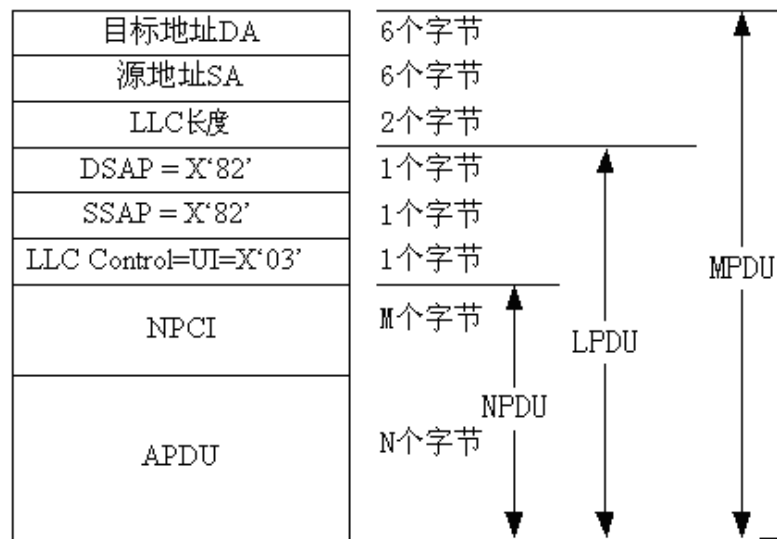 目标地址DA 6个字节
源地址SA 6个字节
LLC长度 2个字节
DSAP = X‘82’ 1个字节
SSAP = X‘82’ 1个字节
LLC Control=UI=X‘03’ 1个字节
MPDU
NPCI M个字节
LPDU
NPDU
APDU N个字节